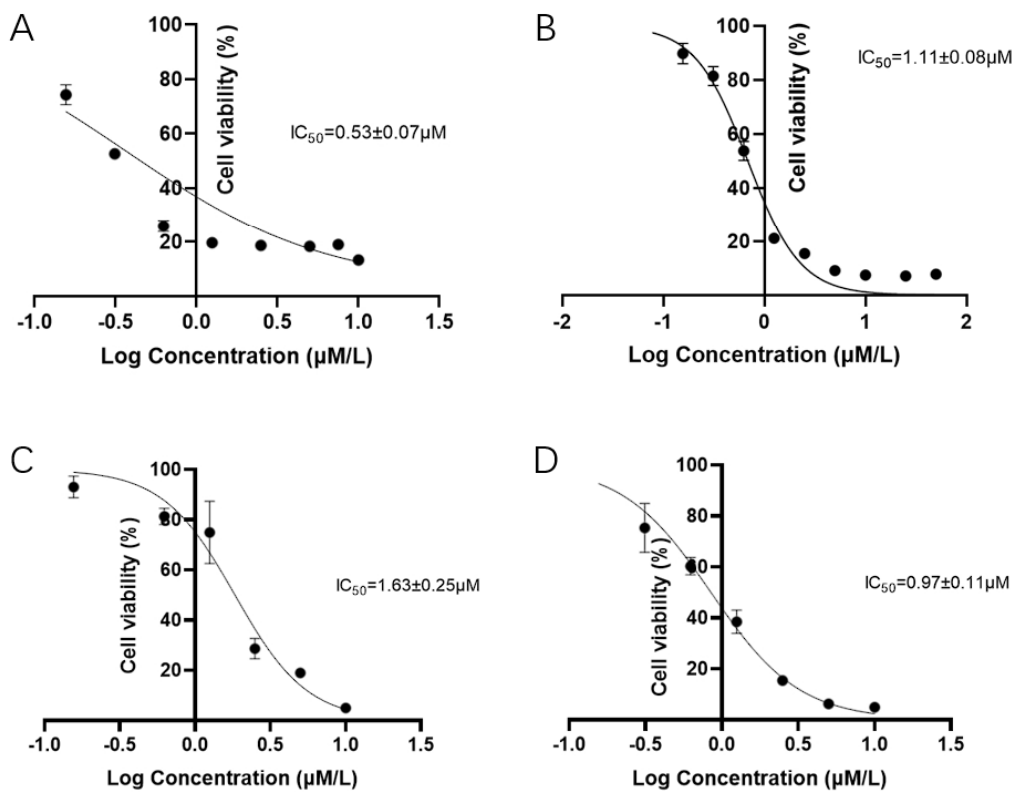 A
100
80
60
40
20
Cell viability (%)
IC50=0.53±0.07µM
-1.0
-0.5
0.0
0.5
1.0
1.5
Log Concentration (µM/L)
B
100
80
60
40
20
Cell viability (%)
IC50=1.11±0.08µM
-2
-1
0
1
2
Log Concentration (µM/L)
C
100
80
60
40
20
Cell viability (%)
IC50=1.63±0.25µM
-1.0
-0.5
0.0
0.5
1.0
1.5
Log Concentration (µM/L)
D
100
80
60
40
20
Cell viability (%)
IC50=0.97±0.11µM
-1.0
-0.5
0.0
0.5
1.0
1.5
Log Concentration (µM/L)